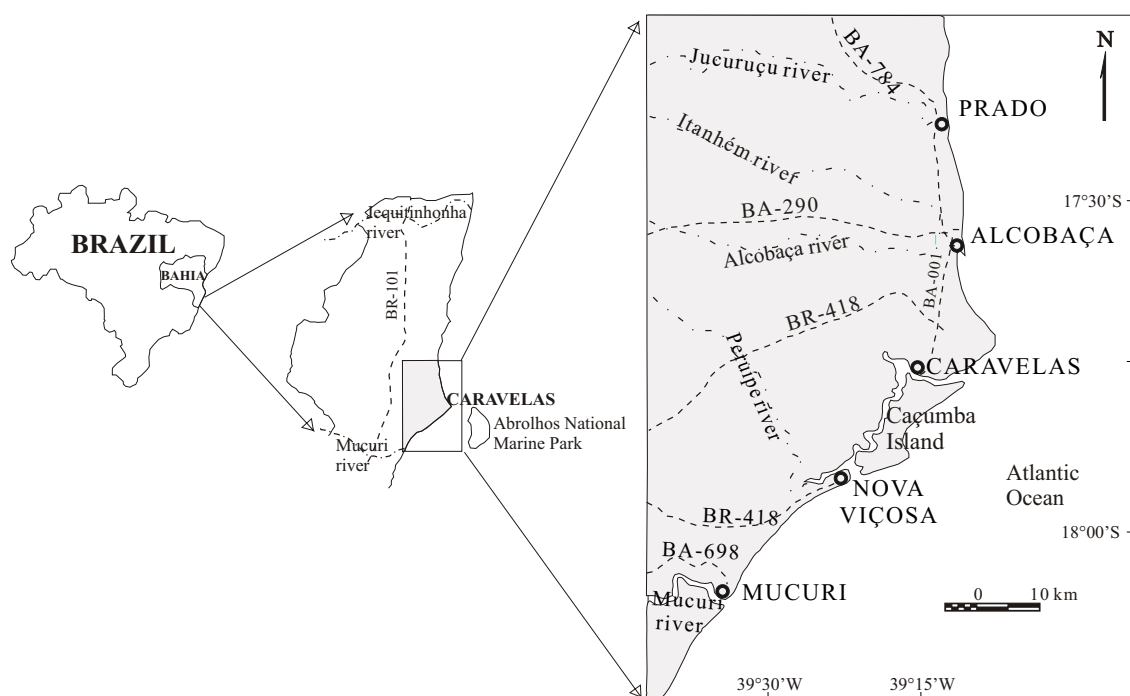 BRAZIL
BAHIA
Jequitinhonha
river
BR-101
CARAVELAS
Abrolhos National
Marine Park
Mucuri
river
N
BA-784
Jucuruçu river
PRADO
Itanhém river
17°30'S
BA-290
ALCOBAÇA
Alcobaça river
BA-001
BR-418
Peruipe river
CARAVELAS
Caçumba
Island
Atlantic
Ocean
NOVA
VIÇOSA
BR-418
18°00'S
BA-698
MUCURI
Mucuri
river
0 10 km
39°30'W 39°15'W